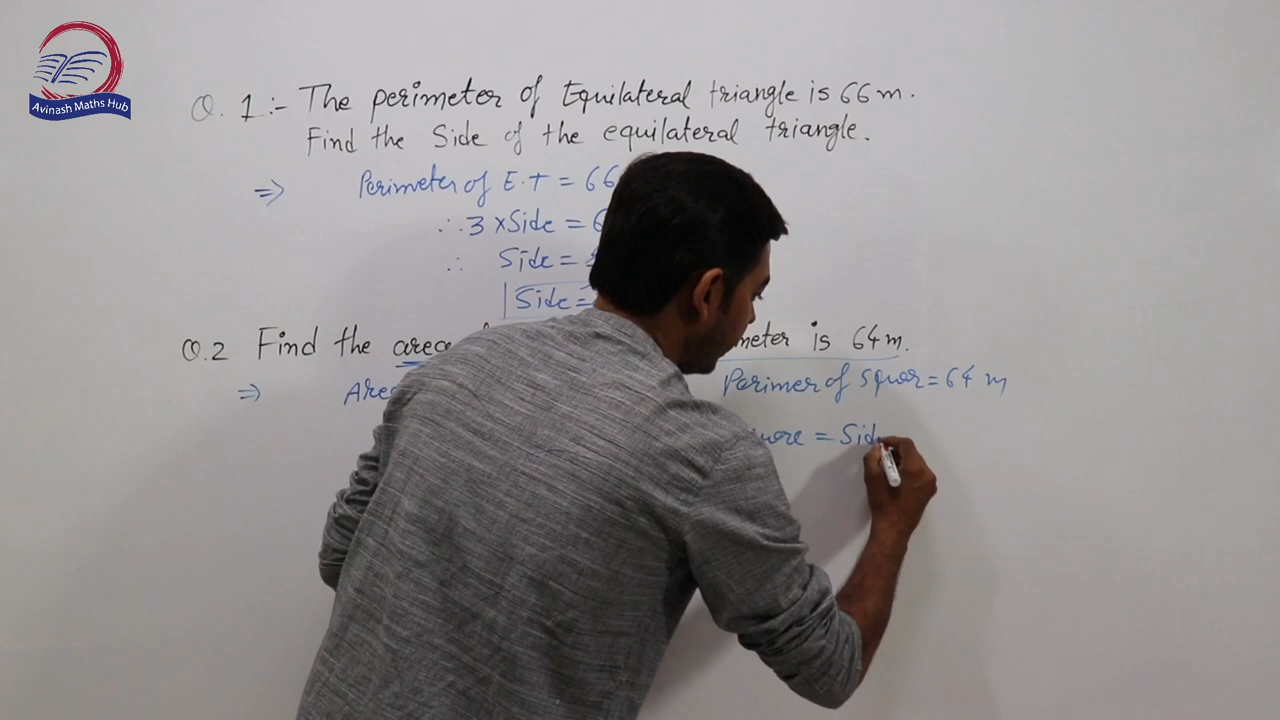 Avinash Maths Hub
Q. 1:- The perimeter of Equilateral triangle is 66 m.
Find the Side of the equilateral triangle.
⇒ Perimeter of E.T = 66
∴ 3 × Side = 6
∴ Side =
Side =
Q.2 Find the area meter is 64 m.
⇒ Area Perimer of squar = 64 m
uare = Sid